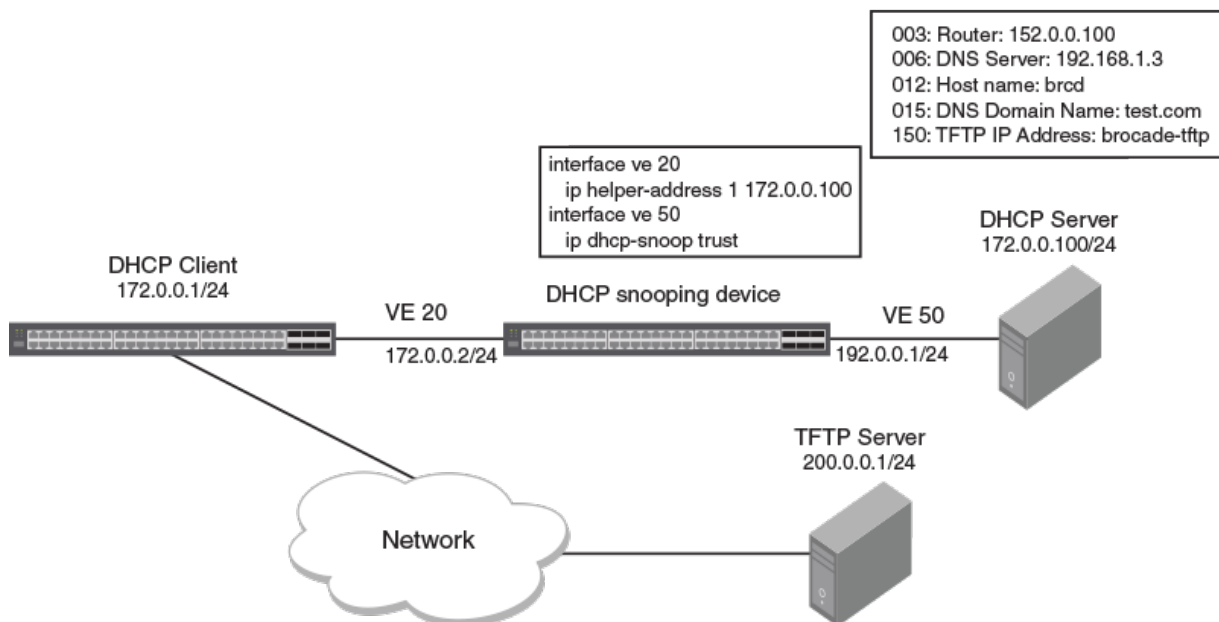 003: Router: 152.0.0.100
006: DNS Server: 192.168.1.3
012: Host name: brcd
015: DNS Domain Name: test.com
150: TFTP IP Address: brocade-tftp
interface ve 20
ip helper-address 1 172.0.0.100
interface ve 50
ip dhcp-snoop trust
DHCP Server
172.0.0.100/24
DHCP Client
172.0.0.1/24
DHCP snooping device
VE 20
VE 50
172.0.0.2/24
192.0.0.1/24
TFTP Server
200.0.0.1/24
Network